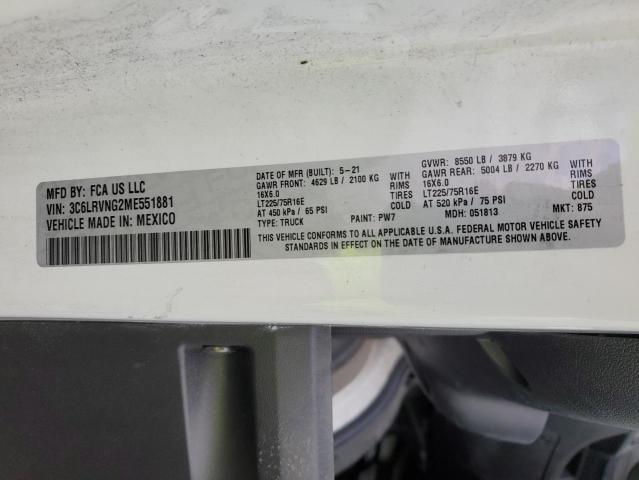 MFD BY: FCA US LLC
VIN: 3C6LRVNG2ME551881
VEHICLE MADE IN: MEXICO
DATE OF MFR (BUILT): 5-21
GAWR FRONT: 4629 LB / 2100 KG WITH
16X6.0 RIMS
LT225/75R16E TIRES
AT 450 kPa / 65 PSI COLD
TYPE: TRUCK PAINT: PW7
GVWR: 8550 LB / 3879 KG
GAWR REAR: 5004 LB / 2270 KG WITH
16X6.0 RIMS
LT225/75R16E TIRES
AT 520 kPa / 75 PSI COLD
MDH: 051813 MKT: 875
THIS VEHICLE CONFORMS TO ALL APPLICABLE U.S.A. FEDERAL MOTOR VEHICLE SAFETY
STANDARDS IN EFFECT ON THE DATE OF MANUFACTURE SHOWN ABOVE.